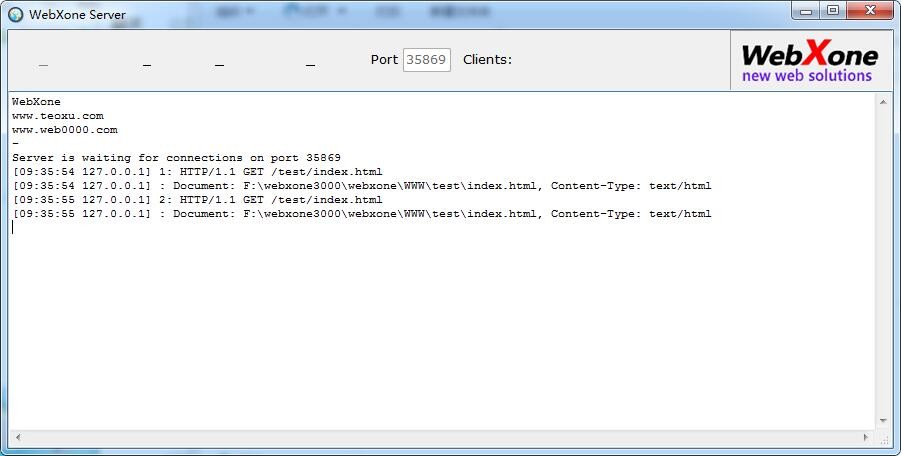 WebXone Server
Port 35869 Clients:
WebXone
new web solutions
WebXone
www.teoxu.com
www.web0000.com
-
Server is waiting for connections on port 35869
[09:35:54 127.0.0.1] 1: HTTP/1.1 GET /test/index.html
[09:35:54 127.0.0.1] : Document: F:\webxone3000\webxone\WWW\test\index.html, Content-Type: text/html
[09:35:55 127.0.0.1] 2: HTTP/1.1 GET /test/index.html
[09:35:55 127.0.0.1] : Document: F:\webxone3000\webxone\WWW\test\index.html, Content-Type: text/html